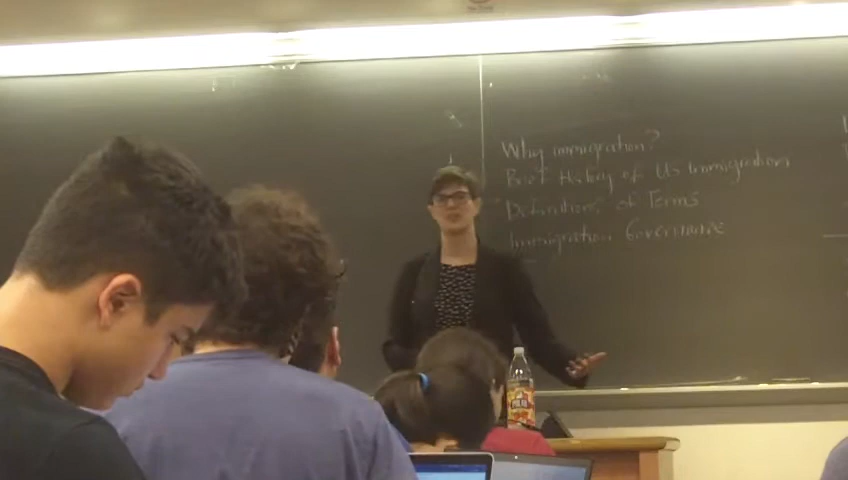 Why immigration?
Brief History of US Immigration
Definitions of Terms
Immigration Governance